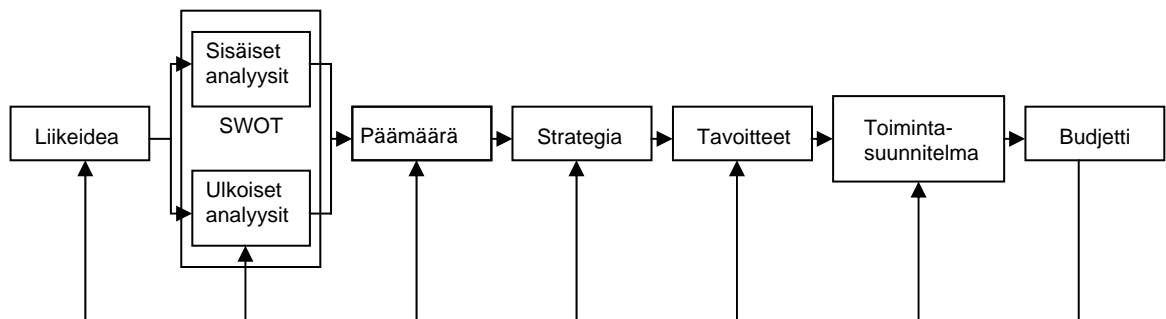 Liikeidea
Sisäiset
analyysit
SWOT
Ulkoiset
analyysit
Päämäärä
Strategia
Tavoitteet
Toiminta-
suunnitelma
Budjetti